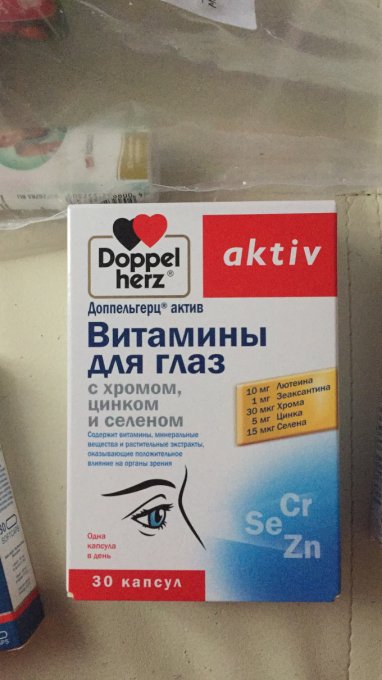 Doppel
herz®
aktiv
Доппельгерц® актив
Витамины
для глаз
с хромом,
цинком
и селеном
Содержит витамины, минеральные
вещества и растительные экстракты,
оказывающие положительное
влияние на органы зрения
10 мг Лютеина
1 мг Зеаксантина
30 мкг Хрома
5 мг Цинка
15 мкг Селена
Cr
Se
Zn
Одна
капсула
в день
30 капсул